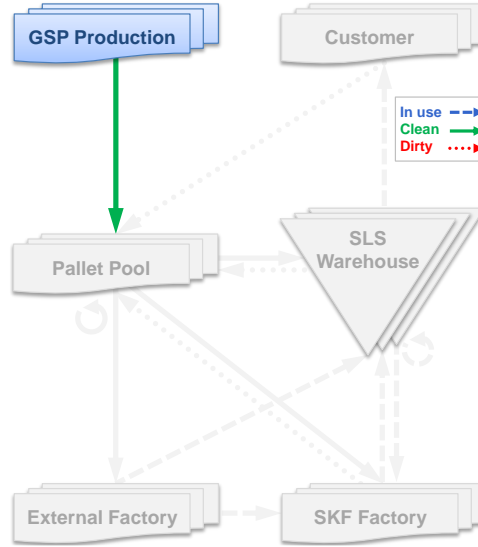 GSP Production
Customer
In use
Clean
Dirty
Pallet Pool
SLS
Warehouse
External Factory
SKF Factory